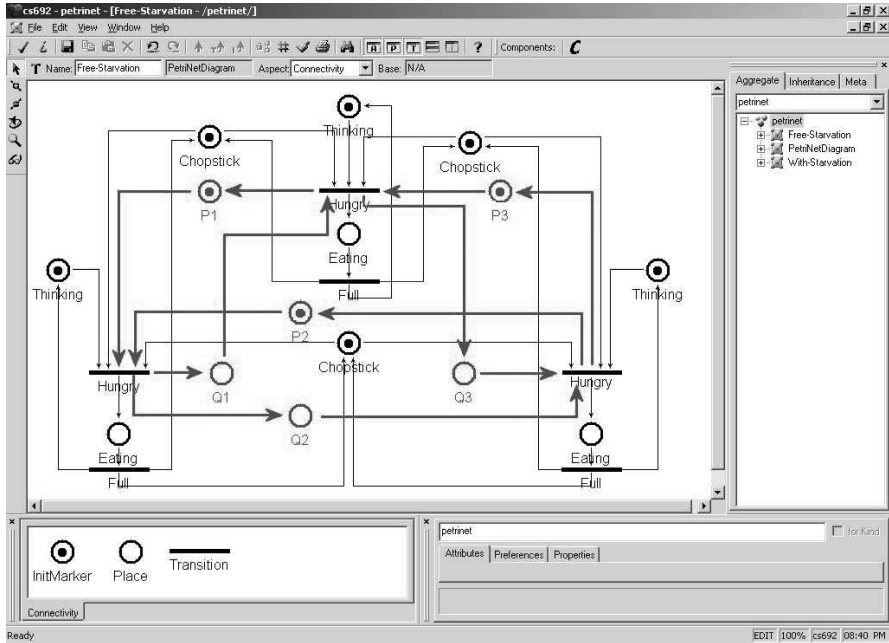 cs692 - petrinet - [Free-Starvation - /petrinet/]
File Edit View Window Help
Components:
Name: Free-Starvation PetriNetDiagram Aspect: Connectivity Base: N/A
Aggregate Inheritance Meta
petrinet
petrinet
Free-Starvation
PetriNetDiagram
With-Starvation
Thinking
Chopstick
Chopstick
P1
Hungry
P3
Eating
Thinking
Full
Thinking
P2
Chopstick
Hungry
Q1
Q3
Hungry
Q2
Eating
Eating
Full
Full
InitMarker
Place
Transition
Connectivity
petrinet
for Kind
Attributes Preferences Properties
Ready
EDIT 100% cs692 08:40 PM